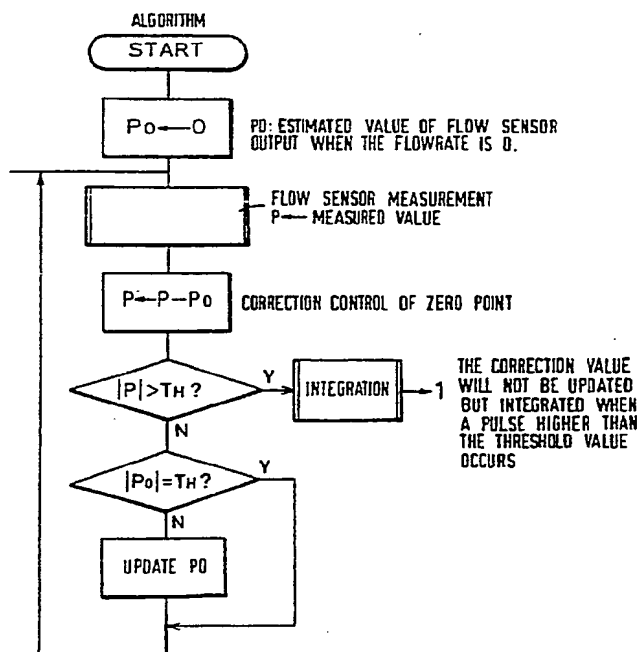 ALGORITHM
START
Po←0
PO: ESTIMATED VALUE OF FLOW SENSOR
OUTPUT WHEN THE FLOWRATE IS 0.
FLOW SENSOR MEASUREMENT
P← MEASURED VALUE
P←P−Po
CORRECTION CONTROL OF ZERO POINT
|P|>TH?
Y
INTEGRATION
1
THE CORRECTION VALUE
WILL NOT BE UPDATED
BUT INTEGRATED WHEN
A PULSE HIGHER THAN
THE THRESHOLD VALUE
OCCURS
N
|Po|=TH?
Y
N
UPDATE PO